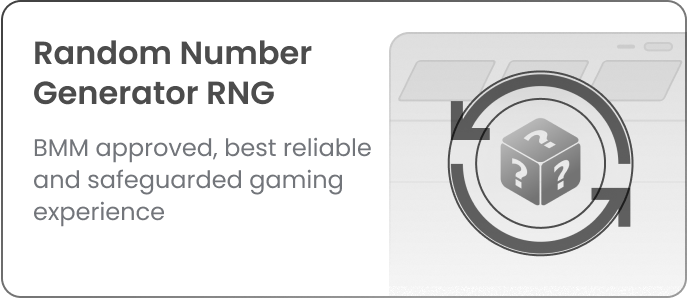 Random Number
Generator RNG
BMM approved, best reliable
and safeguarded gaming
experience
? ? ?